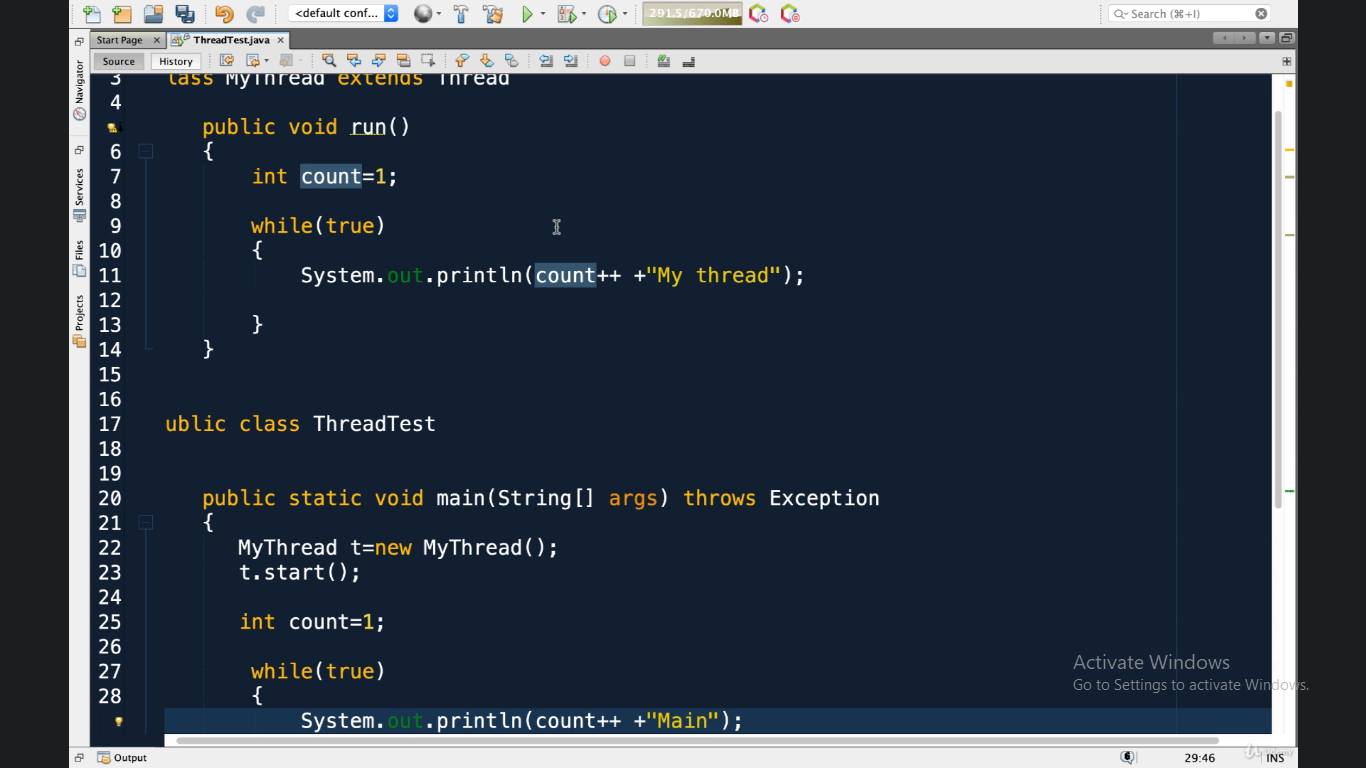 <default conf...
291.5/670.0MB
Search (⌘+I)
Start Page
ThreadTest.java
Source
History
Navigator
Services
Files
Projects
3 lass MyThread extends Thread
4
public void run()
6 {
7 int count=1;
8
9 while(true)
10 {
11 System.out.println(count++ +"My thread");
12
13 }
14 }
15
16
17 ublic class ThreadTest
18
19
20 public static void main(String[] args) throws Exception
21 {
22 MyThread t=new MyThread();
23 t.start();
24
25 int count=1;
26
27 while(true)
28 {
System.out.println(count++ +"Main");
Activate Windows
Go to Settings to activate Windows.
Output
6
29:46
INS